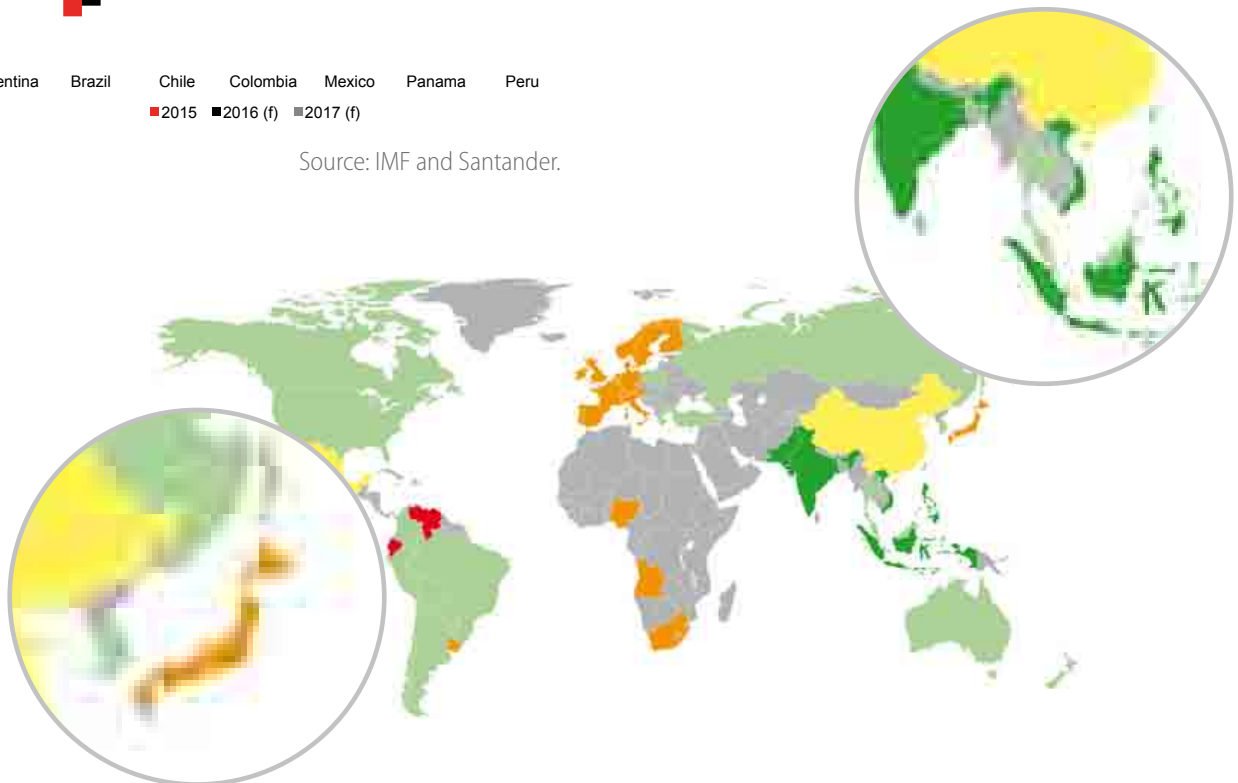 entina Brazil Chile Colombia Mexico Panama Peru
2015 2016 (f) 2017 (f)
Source: IMF and Santander.